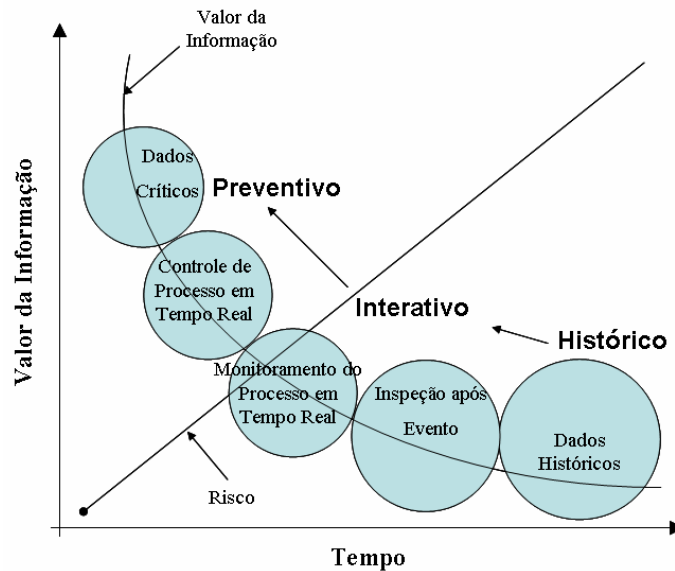 Valor da
Informação
Dados
Críticos
Preventivo
Controle de
Processo em
Tempo Real
Interativo
Histórico
Monitoramento do
Processo em
Tempo Real
Inspeção após
Evento
Dados
Históricos
Risco
Valor da Informação
Tempo